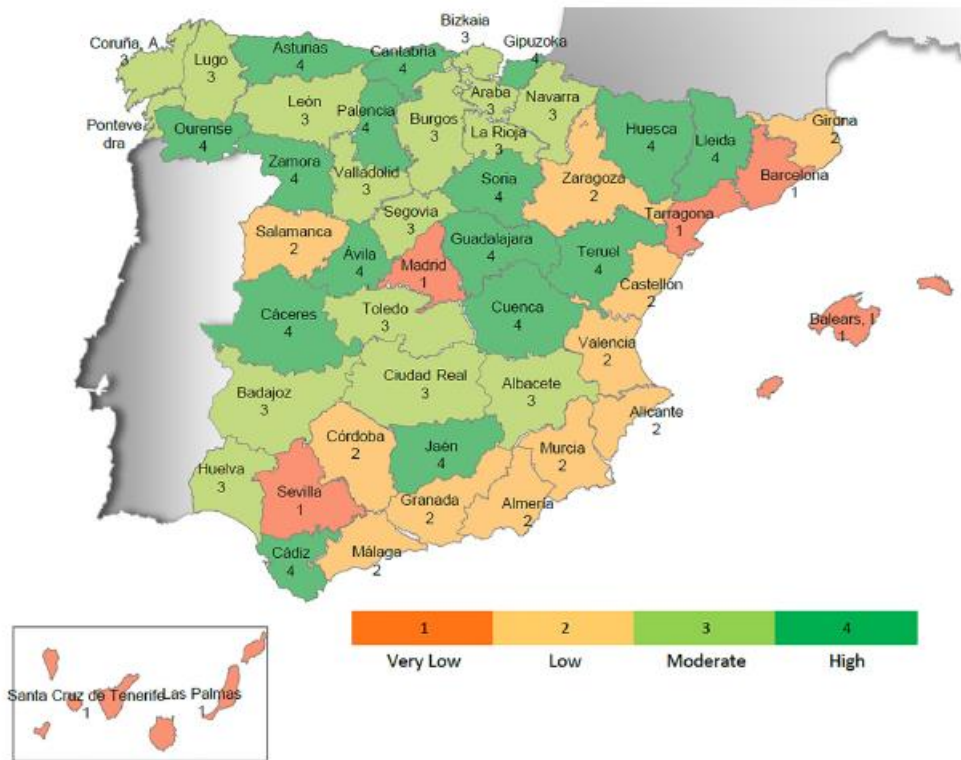 Bizkaia
3
Coruña, A
3
Lugo
3
Asturias
4
Cantabria
4
Gipuzoka
4
León
3
Palencia
4
Burgos
3
Araba
3
Navarra
3
La Rioja
3
Ponteve
dra
Ourense
4
Zamora
4
Valladolid
3
Soria
4
Zaragoza
2
Huesca
4
Lleida
4
Girona
2
Barcelona
1
Tarragona
1
Salamanca
2
Segovia
3
Ávila
4
Madrid
1
Guadalajara
4
Teruel
4
Castellón
2
Balears, I
1
Cáceres
4
Toledo
3
Cuenca
4
Valencia
2
Badajoz
3
Ciudad Real
3
Albacete
3
Alicante
2
Huelva
3
Sevilla
1
Córdoba
2
Jaén
4
Murcia
2
Granada
2
Almería
2
Cádiz
4
Málaga
2
Santa Cruz de Tenerife
1
Las Palmas
1
1 2 3 4
Very Low Low Moderate High